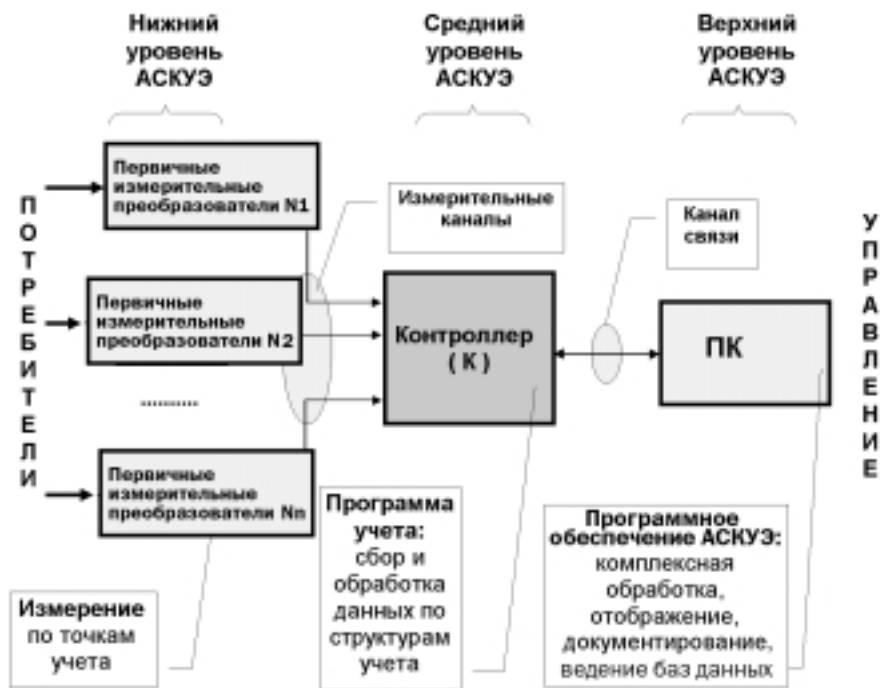 Нижний
уровень
АСКУЭ
Средний
уровень
АСКУЭ
Верхний
уровень
АСКУЭ
ПОТРЕБИТЕЛИ
Первичные
измерительные
преобразователи N1
Измерительные
каналы
Канал
связи
УПРАВЛЕНИЕ
Первичные
измерительные
преобразователи N2
Контроллер
( К )
ПК
..........
Первичные
измерительные
преобразователи Nn
Измерение
по точкам
учета
Программа
учета:
сбор и
обработка
данных по
структурам
учета
Программное
обеспечение АСКУЭ:
комплексная
обработка,
отображение,
документирование,
ведение баз данных